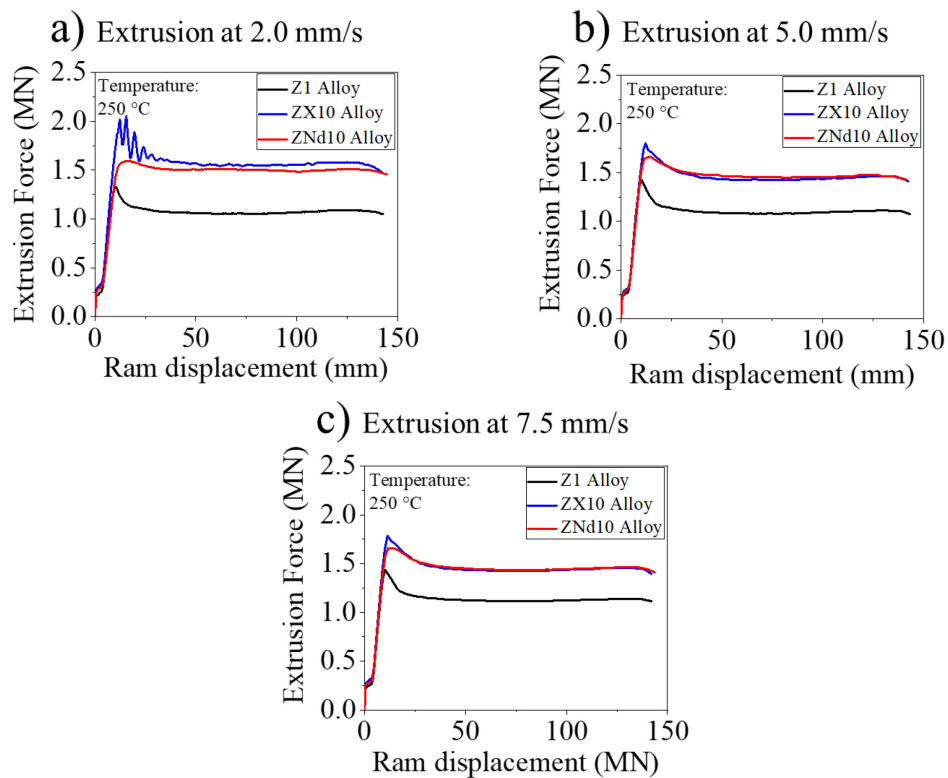 a) Extrusion at 2.0 mm/s
Extrusion Force (MN)
2.5
2.0
1.5
1.0
0.5
0.0
Temperature:
250 °C
Z1 Alloy
ZX10 Alloy
ZNd10 Alloy
0 50 100 150
Ram displacement (mm)
b) Extrusion at 5.0 mm/s
Extrusion Force (MN)
2.5
2.0
1.5
1.0
0.5
0.0
Temperature:
250 °C
Z1 Alloy
ZX10 Alloy
ZNd10 Alloy
0 50 100 150
Ram displacement (mm)
c) Extrusion at 7.5 mm/s
Extrusion Force (MN)
2.5
2.0
1.5
1.0
0.5
0.0
Temperature:
250 °C
Z1 Alloy
ZX10 Alloy
ZNd10 Alloy
0 50 100 150
Ram displacement (MN)